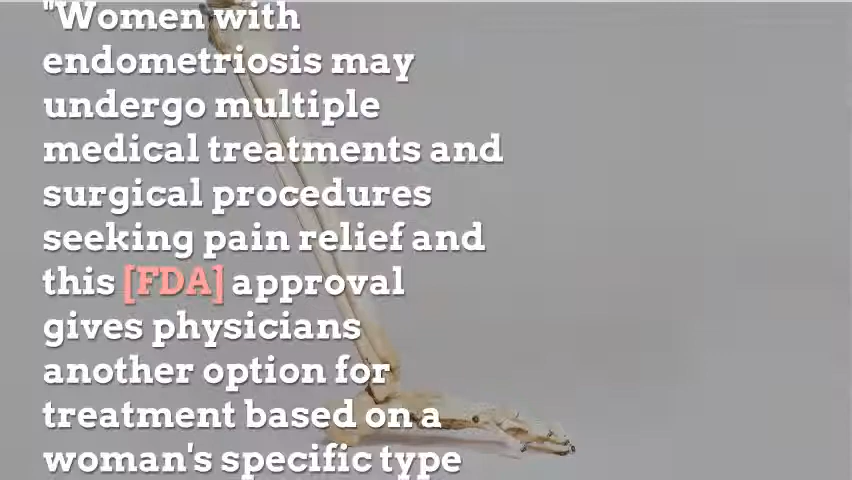 "Women with
endometriosis may
undergo multiple
medical treatments and
surgical procedures
seeking pain relief and
this [FDA] approval
gives physicians
another option for
treatment based on a
woman's specific type